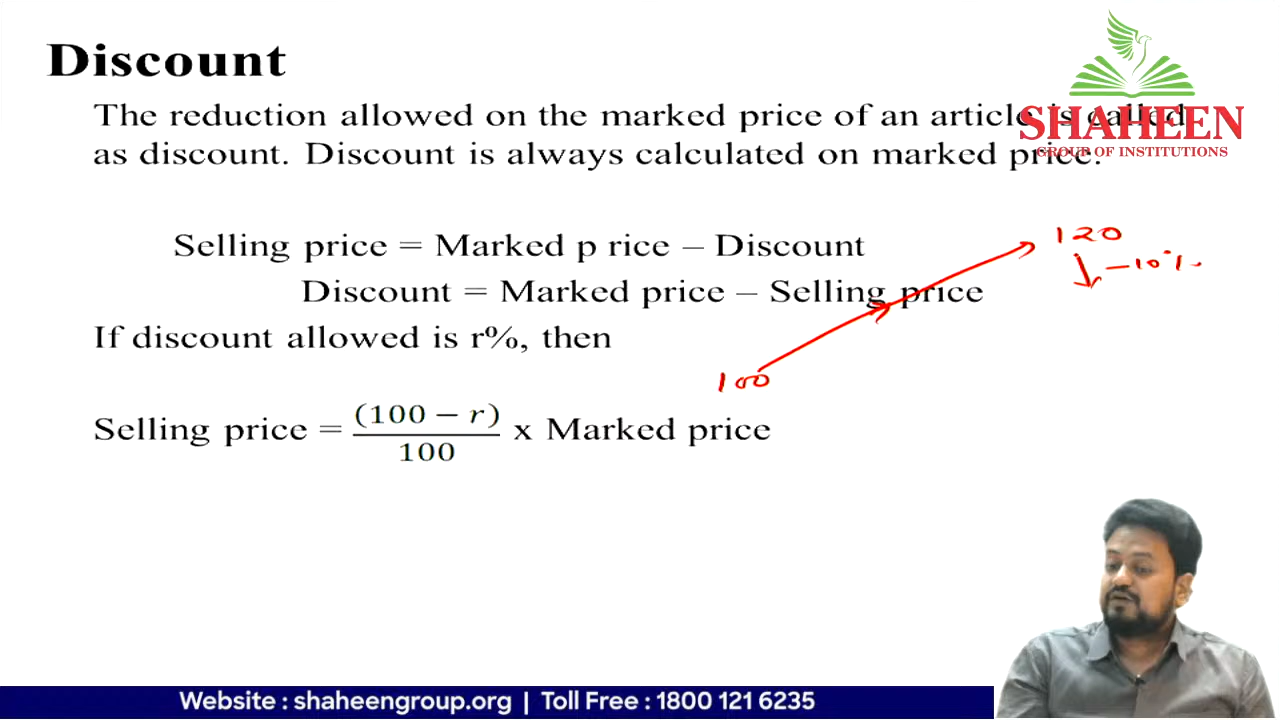 Discount
The reduction allowed on the marked price of an article is called
as discount. Discount is always calculated on marked price.
SHAHEEN
GROUP OF INSTITUTIONS
Selling price = Marked p rice – Discount
Discount = Marked price – Selling price
If discount allowed is r%, then
Selling price = (100 − r)/100 x Marked price
120
–10%
100
Website : shaheengroup.org | Toll Free : 1800 121 6235